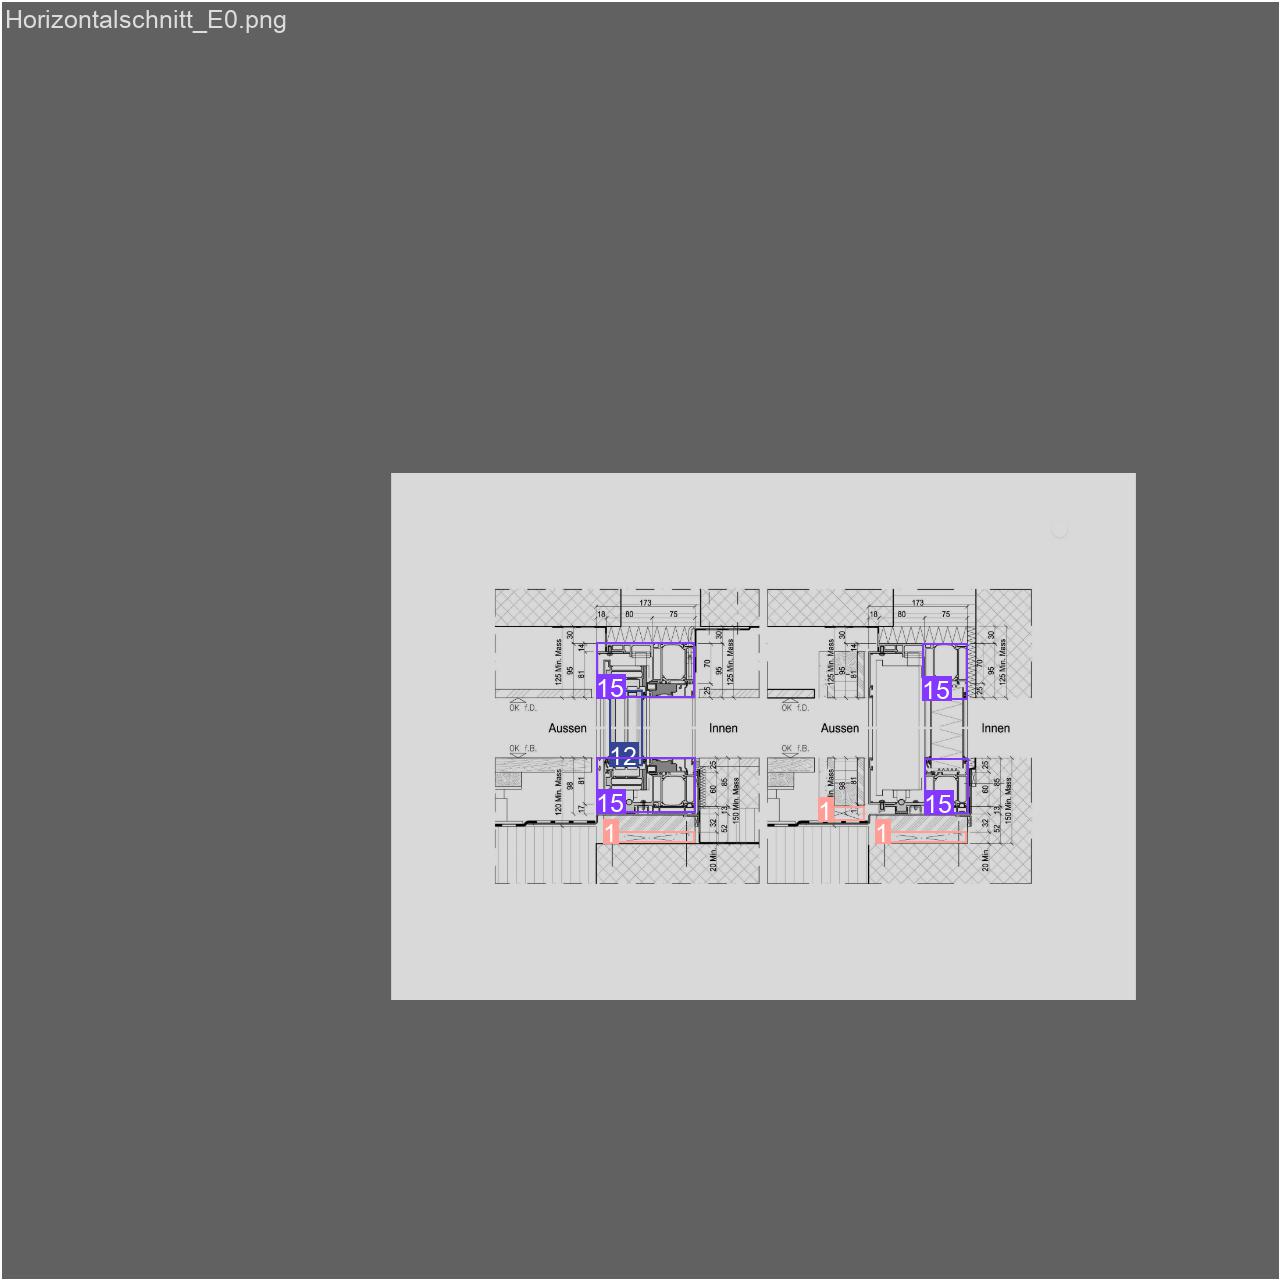 Horizontalschnitt_E0.png
173
18 80 75
30
14
125 Min. Mass
95
81
30
70
95
125 Min. Mass
25
15
OK f.D.
Aussen
Innen
OK f.B.
12
15
120 Min. Mass
98
81
17
25
60
85
13
32
52
150 Min. Mass
20 Min.
1
173
18 80 75
30
14
125 Min. Mass
95
81
30
70
95
125 Min. Mass
25
15
OK f.D.
Aussen
Innen
OK f.B.
15
Min. Mass
98
81
25
60
85
13
32
52
150 Min. Mass
20 Min.
1
1